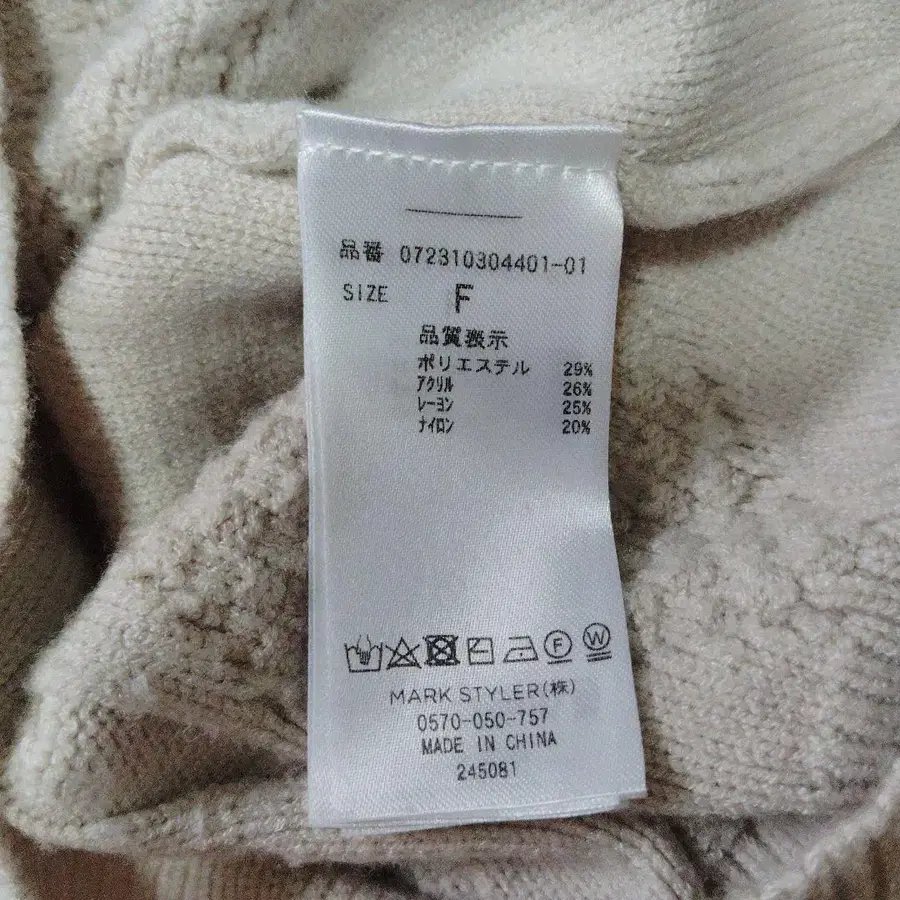 品番 072310304401-01
SIZE F
品質表示
ポリエステル 29%
アクリル 26%
レーヨン 25%
ナイロン 20%
F W
MARK STYLER(株)
0570-050-757
MADE IN CHINA
245081